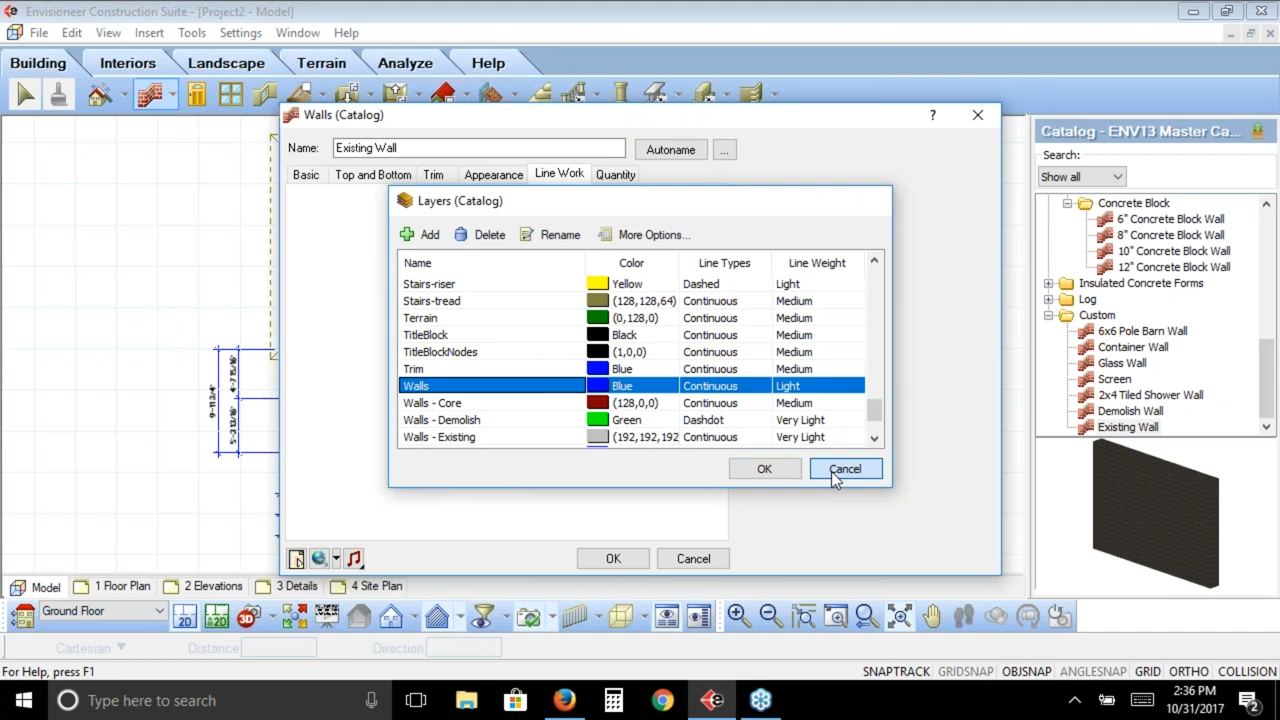 Envisioneer Construction Suite - [Project2 - Model]
File Edit View Insert Tools Settings Window Help
Building Interiors Landscape Terrain Analyze Help
Walls (Catalog)
?
Name: Existing Wall Autoname ...
Basic Top and Bottom Trim Appearance Line Work Quantity
Layers (Catalog)
Add Delete Rename More Options...
Name Color Line Types Line Weight
Stairs-riser Yellow Dashed Light
Stairs-tread (128,128,64) Continuous Medium
Terrain (0,128,0) Continuous Medium
TitleBlock Black Continuous Medium
TitleBlockNodes (1,0,0) Continuous Medium
Trim Blue Continuous Medium
Walls Blue Continuous Light
Walls - Core (128,0,0) Continuous Medium
Walls - Demolish Green Dashdot Very Light
Walls - Existing (192,192,192 Continuous Very Light
OK Cancel
OK Cancel
Catalog - ENV13 Master Ca...
Search:
Show all
Concrete Block
6" Concrete Block Wall
8" Concrete Block Wall
10" Concrete Block Wall
12" Concrete Block Wall
Insulated Concrete Forms
Log
Custom
6x6 Pole Barn Wall
Container Wall
Glass Wall
Screen
2x4 Tiled Shower Wall
Demolish Wall
Existing Wall
Model 1 Floor Plan 2 Elevations 3 Details 4 Site Plan
Ground Floor 2D 2D 3D
Cartesian Distance Direction
For Help, press F1 SNAPTRACK GRIDSNAP OBJSNAP ANGLESNAP GRID ORTHO COLLISION
Type here to search
2:36 PM
10/31/2017
2